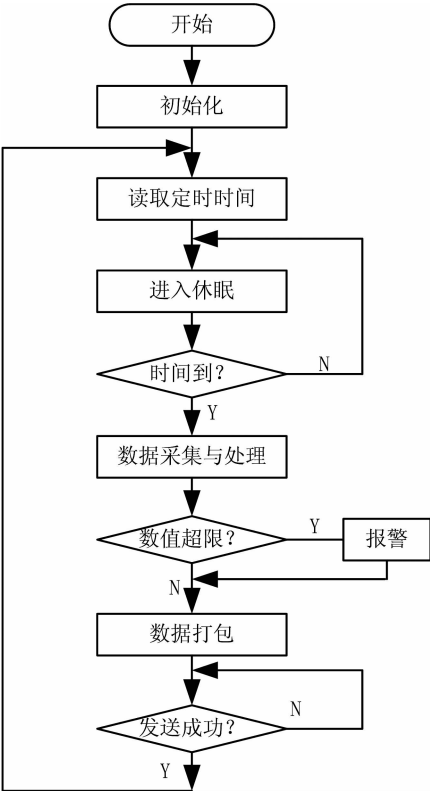 开始
初始化
读取定时时间
进入休眠
时间到?
N
Y
数据采集与处理
数值超限?
Y
报警
N
数据打包
发送成功?
N
Y